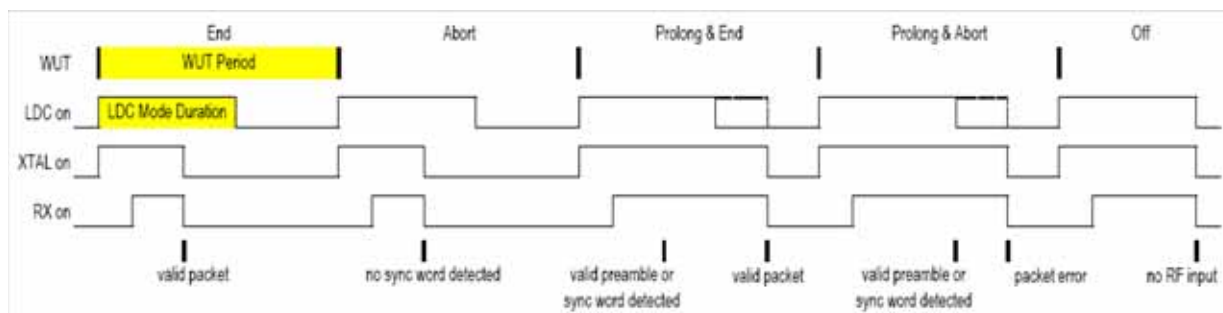 End Abort Prolong & End Prolong & Abort Off
WUT WUT Period
LDC on LDC Mode Duration
XTAL on
RX on
valid packet no sync word detected valid preamble or valid packet valid preamble or packet error no RF input
sync word detected sync word detected